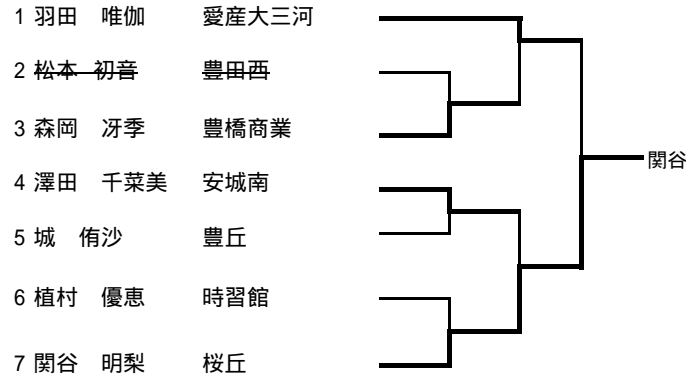 1 羽田 唯伽 愛産大三河
2 松本 初音 豊田西
3 森岡 冴季 豊橋商業
4 澤田 千菜美 安城南
関谷
5 城 侑沙 豊丘
6 植村 優恵 時習館
7 関谷 明梨 桜丘